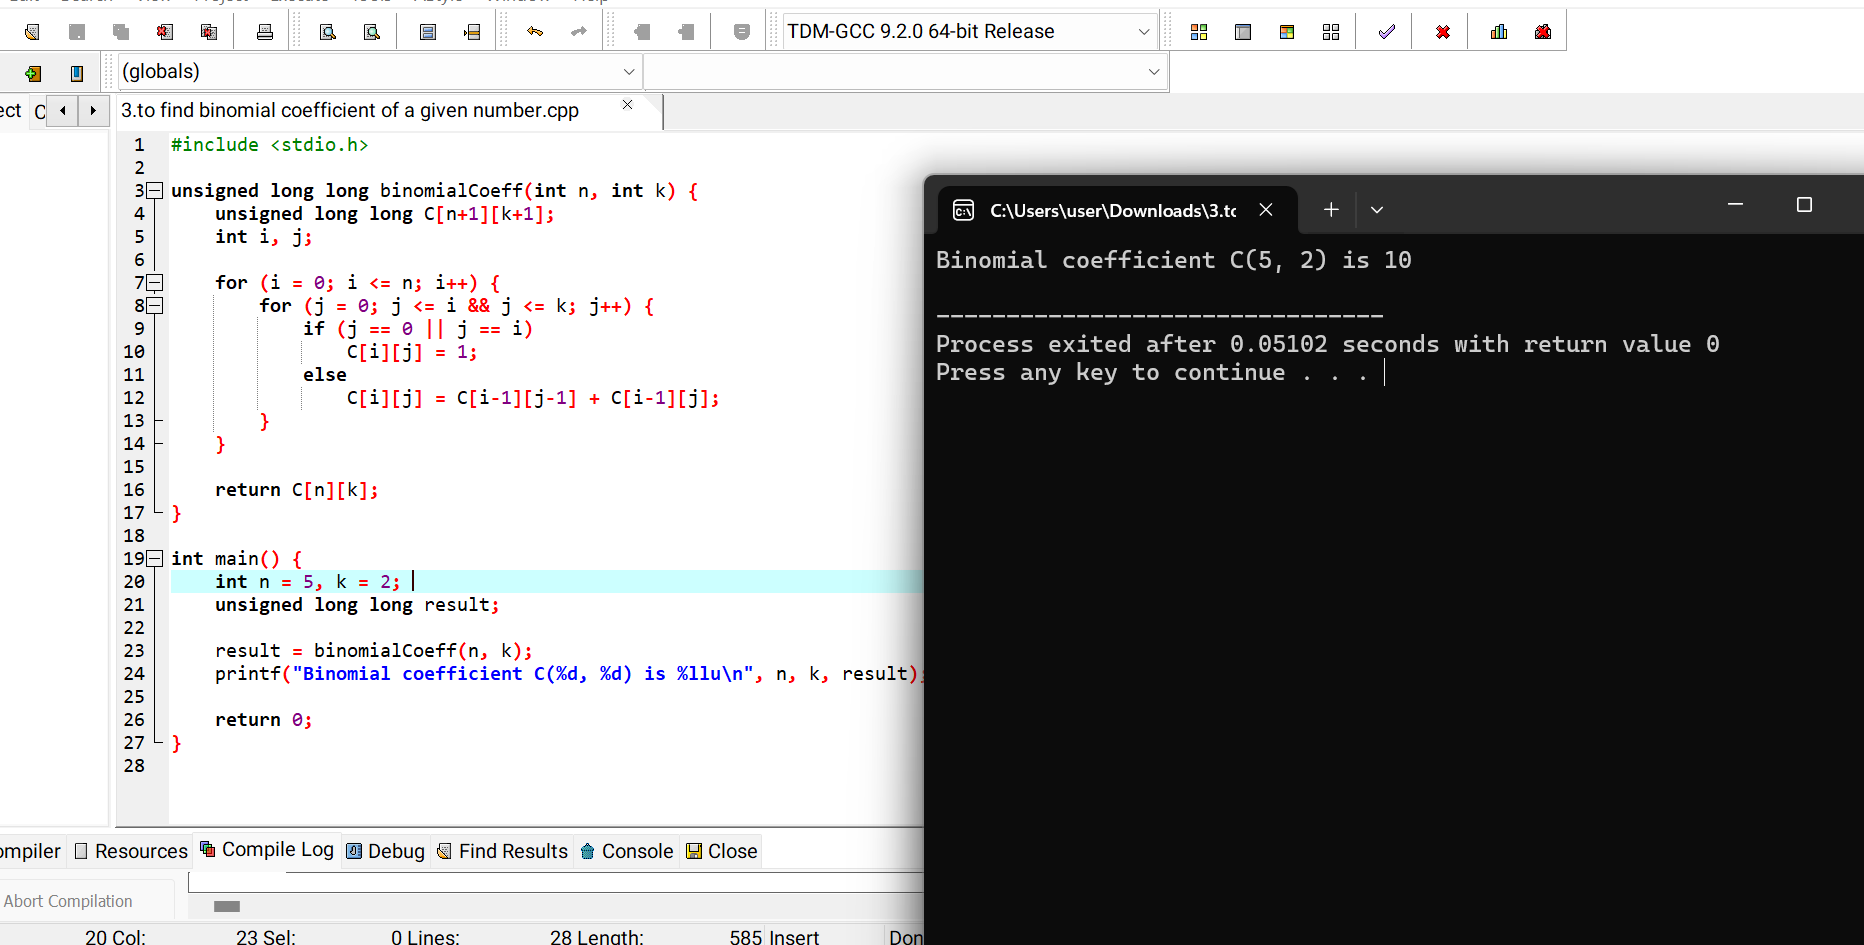 TDM-GCC 9.2.0 64-bit Release
(globals)
ect C
3.to find binomial coefficient of a given number.cpp
1 #include <stdio.h>
2
3 unsigned long long binomialCoeff(int n, int k) {
4 unsigned long long C[n+1][k+1];
5 int i, j;
6
7 for (i = 0; i <= n; i++) {
8 for (j = 0; j <= i && j <= k; j++) {
9 if (j == 0 || j == i)
10 C[i][j] = 1;
11 else
12 C[i][j] = C[i-1][j-1] + C[i-1][j];
13 }
14 }
15
16 return C[n][k];
17 }
18
19 int main() {
20 int n = 5, k = 2;
21 unsigned long long result;
22
23 result = binomialCoeff(n, k);
24 printf("Binomial coefficient C(%d, %d) is %llu\n", n, k, result);
25
26 return 0;
27 }
28
C:\Users\user\Downloads\3.tc
Binomial coefficient C(5, 2) is 10
--------------------------------
Process exited after 0.05102 seconds with return value 0
Press any key to continue . . .
ompiler Resources Compile Log Debug Find Results Console Close
Abort Compilation
20 Col: 23 Sel: 0 Lines: 28 Length: 585 Insert Don